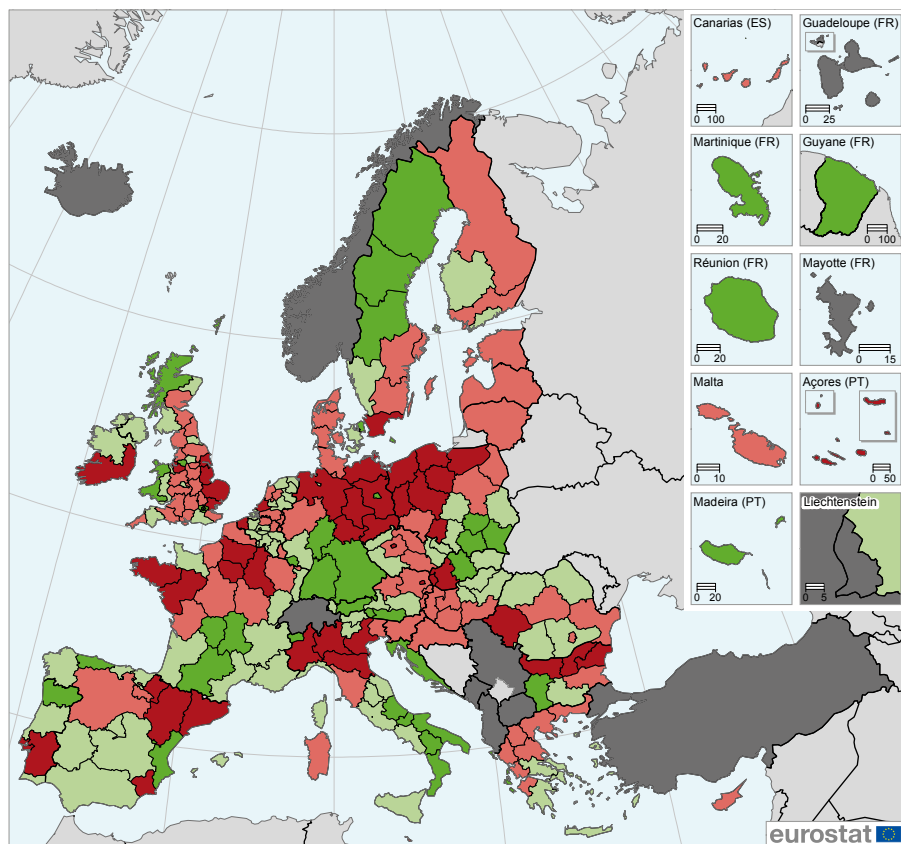 Canarias (ES)
0 100
Guadeloupe (FR)
0 25
Martinique (FR)
0 20
Guyane (FR)
0 100
Réunion (FR)
0 20
Mayotte (FR)
0 15
Malta
0 10
Açores (PT)
0 50
Madeira (PT)
0 20
Liechtenstein
0 5
eurostat